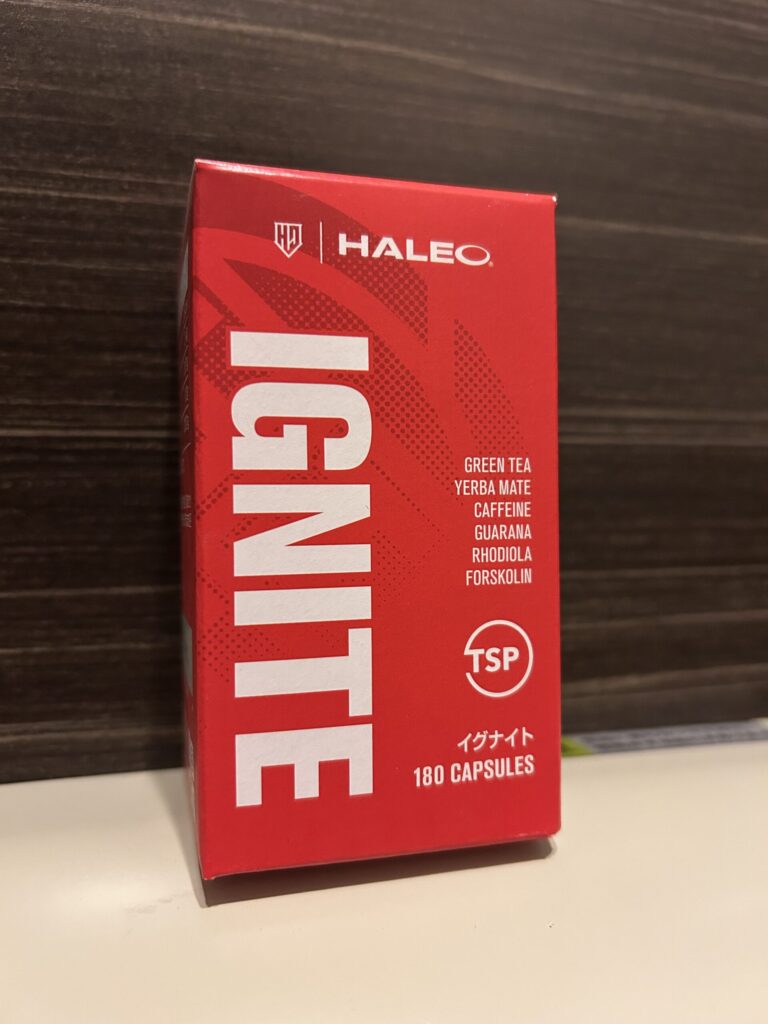 HALEO
IGNITE
GREEN TEA
YERBA MATE
CAFFEINE
GUARANA
RHODIOLA
FORSKOLIN
TSP
イグナイト
180 CAPSULES